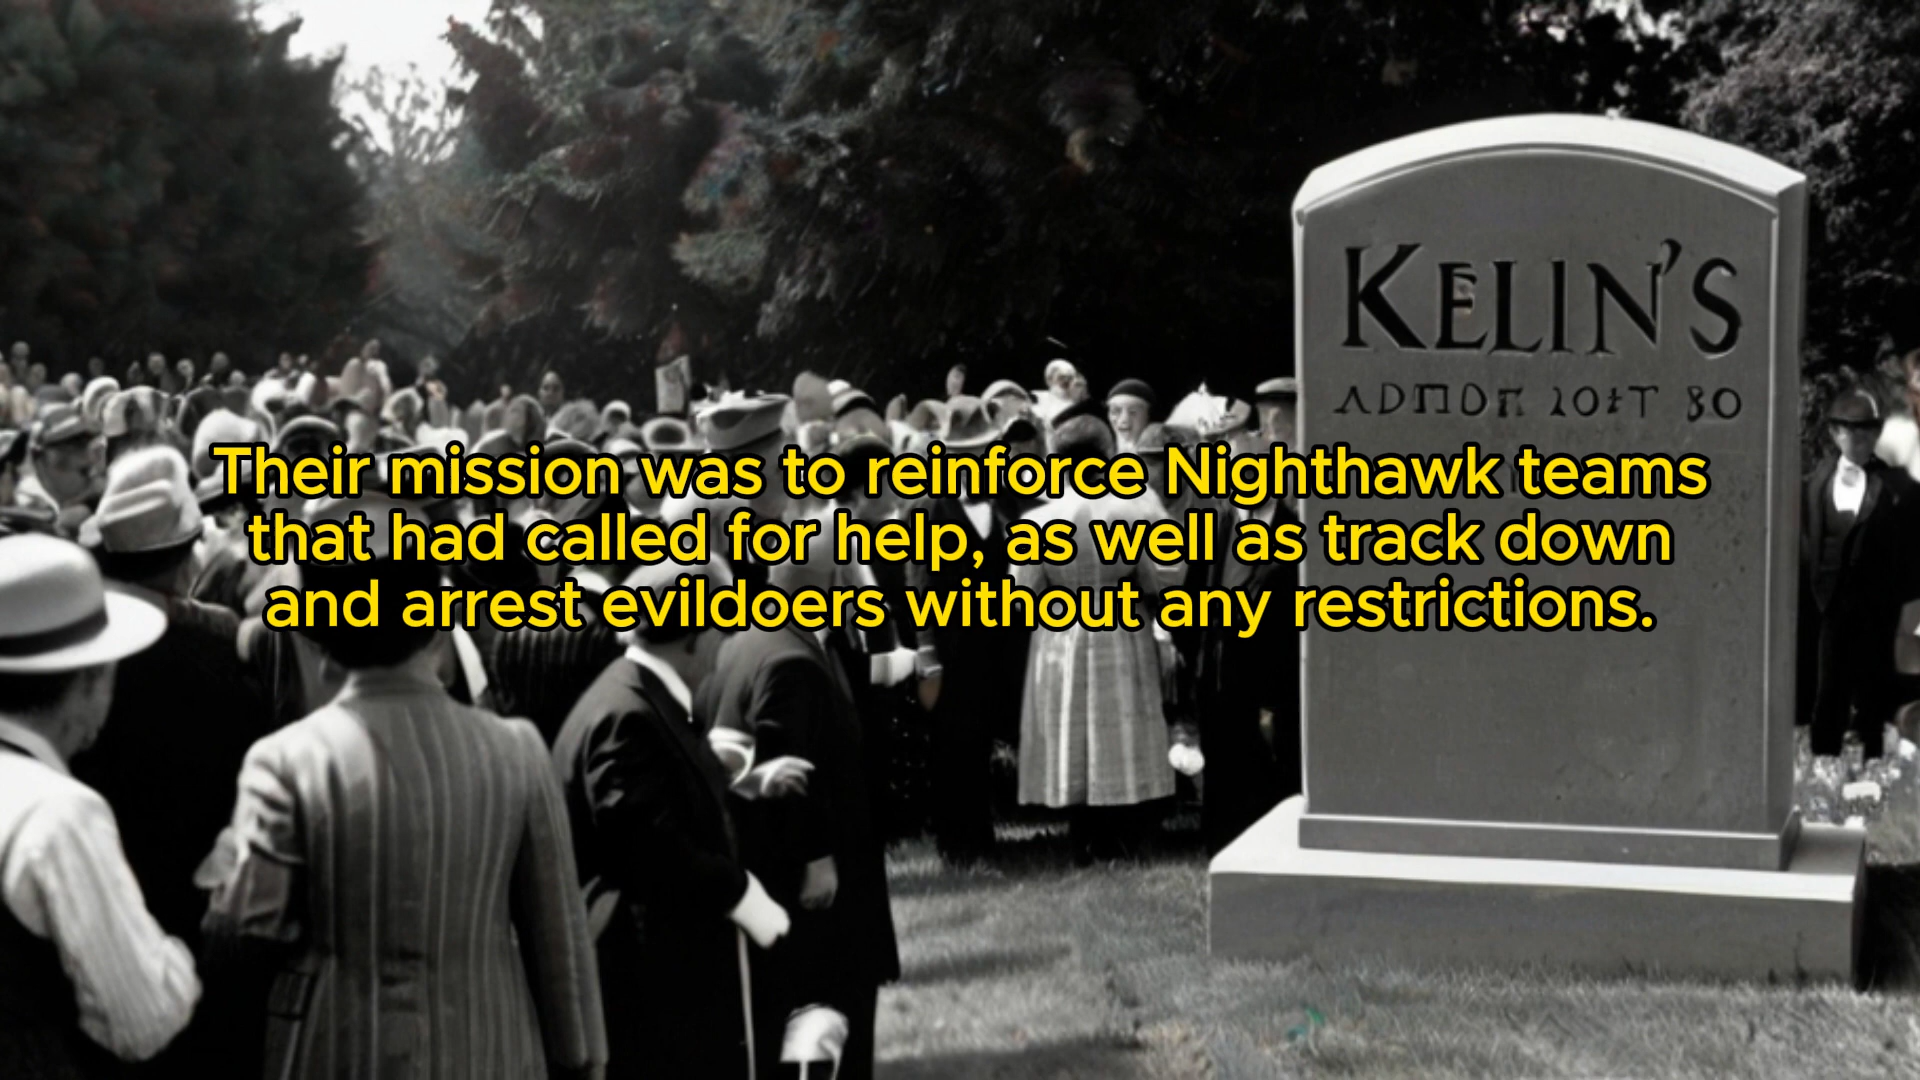 KELIN'S
Their mission was to reinforce Nighthawk teams
that had called for help, as well as track down
and arrest evildoers without any restrictions.